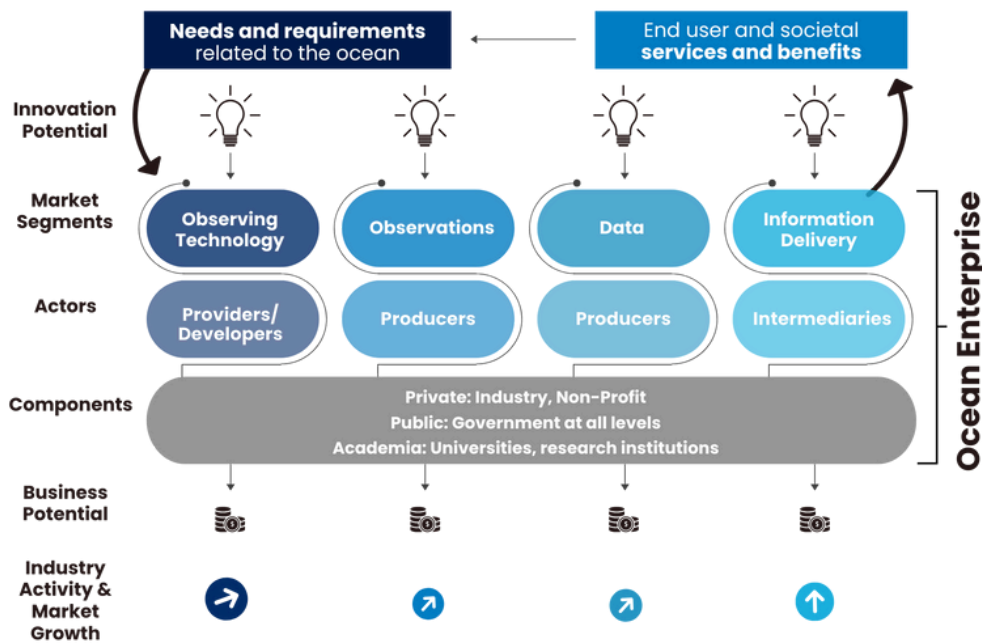 Needs and requirements
related to the ocean
End user and societal
services and benefits
Innovation
Potential
Market
Segments
Observing
Technology
Observations
Data
Information
Delivery
Actors
Providers/
Developers
Producers
Producers
Intermediaries
Components
Private: Industry, Non-Profit
Public: Government at all levels
Academia: Universities, research institutions
Ocean Enterprise
Business
Potential
$
$
$
$
Industry
Activity &
Market
Growth